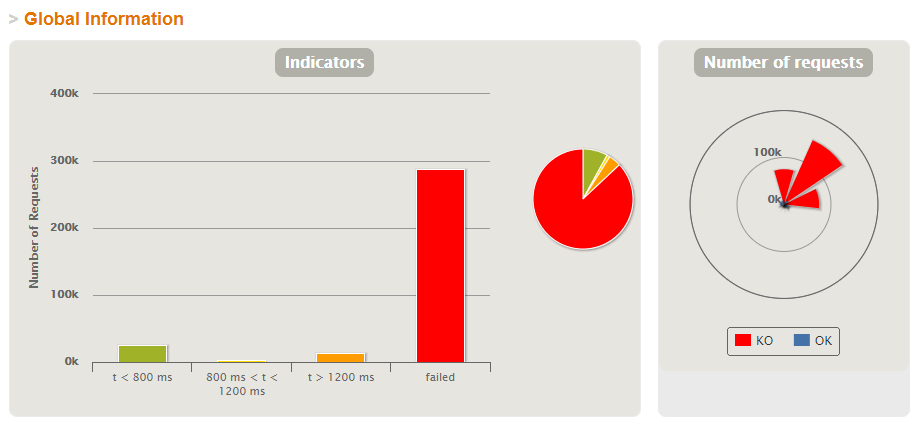 > Global Information
Indicators
Number of requests
400k
300k
200k
100k
0k
Number of Requests
t < 800 ms
800 ms < t <
1200 ms
t > 1200 ms
failed
100k
0k
KO
OK